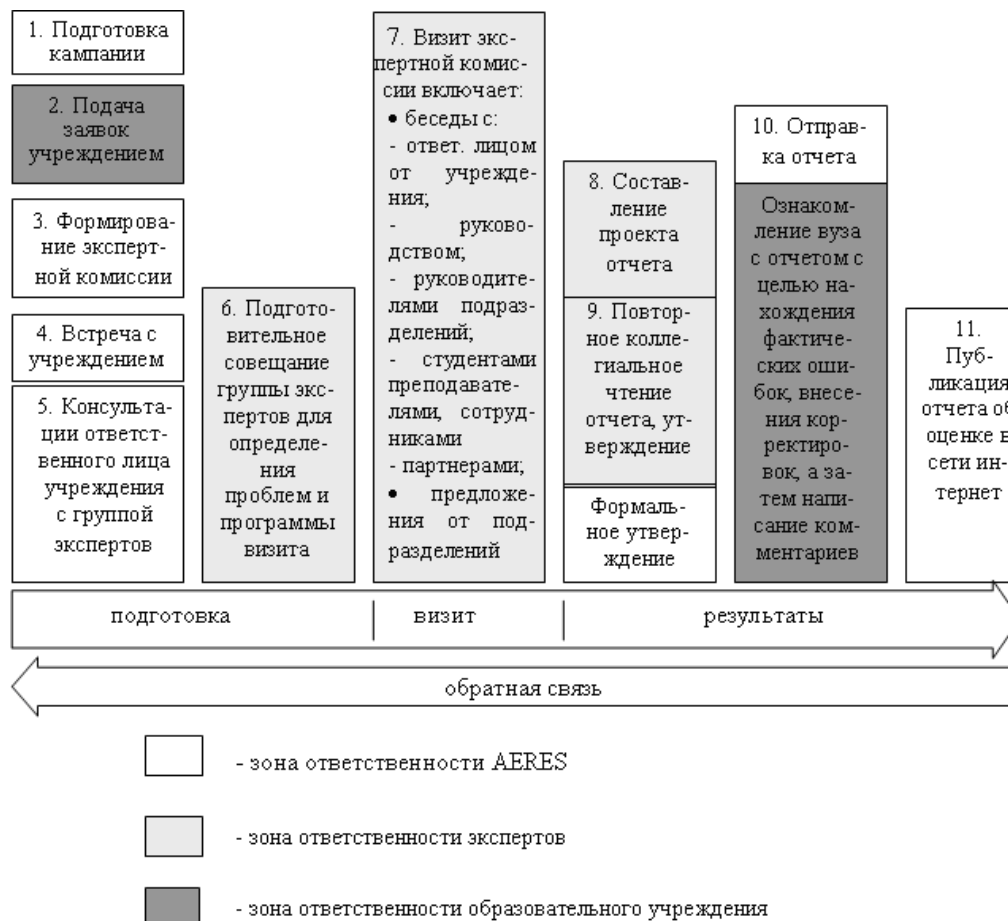 1. Подготовка
кампании
2. Подача
заявок
учреждением
3. Формирова-
ние эксперт-
ной комиссии
4. Встреча с
учреждением
5. Консульта-
ции ответст-
венного лица
учреждения
с группой
экспертов
6. Подгото-
вительное
совещание
группы экс-
пертов для
определе-
ния
проблем и
программы
визита
7. Визит экс-
пертной комис-
сии включает:
• беседы с:
- ответ. лицом
от учрежде-
ния;
- руково-
дством;
- руководите-
лями подраз-
делений;
- студентами
преподавате-
лями, сотруд-
никами
- партнерами;
• предложе-
ния от под-
разделений
8. Состав-
ление
проекта
отчета
9. Повтор-
ное колле-
гиальное
чтение
отчета, ут-
верждение
Формаль-
ное утвер-
ждение
10. Отправ-
ка отчета
Ознаком-
ление вуза
с отчетом с
целью на-
хождения
фактиче-
ских оши-
бок, внесе-
ния кор-
ректиро-
вок, а за-
тем напи-
сание ком-
ментариев
11.
Пуб-
ликация
отчета об
оценке в
сети ин-
тернет
подготовка
визит
результаты
обратная связь
- зона ответственности AERES
- зона ответственности экспертов
- зона ответственности образовательного учреждения